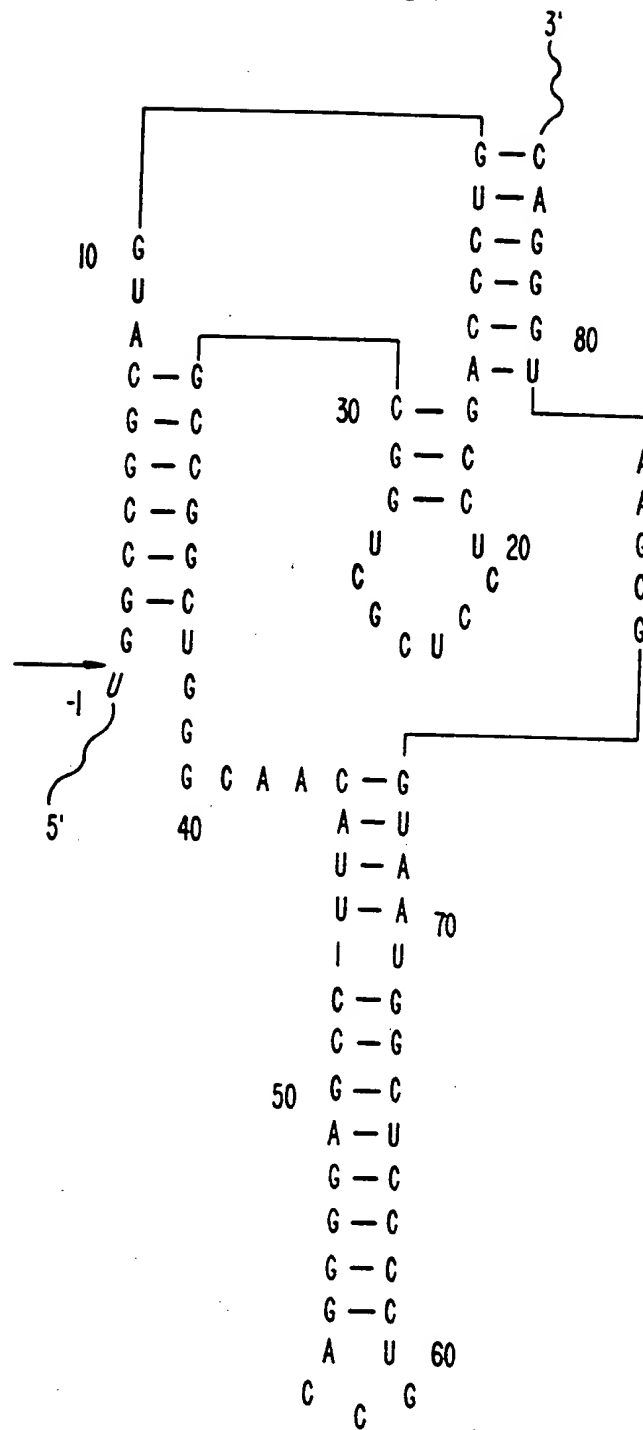 3'
G – C
U – A
10 G C – G
U C – G
A C – G 80
C – G A – U
G – C 30 C – G
G – C G – C A
C – G G – C A
C – G U U 20 G
C C C
G – C G C G
G U C U
-1 U G
G
5' G C A A C – G
40 A – U
U – A
U – A 70
I U
C – G
C – G
50 G – C
A – U
G – C
G – C
G – C
G – C
A U 60
C G
C